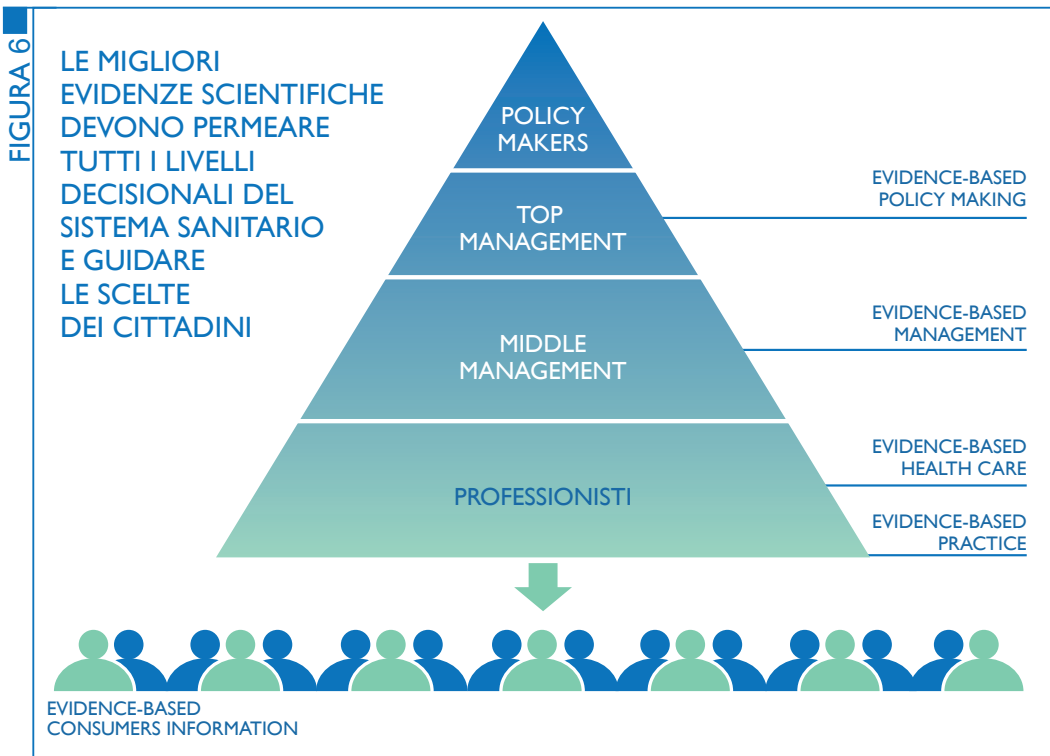 FIGURA 6
LE MIGLIORI
EVIDENZE SCIENTIFICHE
DEVONO PERMEARE
TUTTI I LIVELLI
DECISIONALI DEL
SISTEMA SANITARIO
E GUIDARE
LE SCELTE
DEI CITTADINI
POLICY
MAKERS
TOP
MANAGEMENT
MIDDLE
MANAGEMENT
PROFESSIONISTI
EVIDENCE-BASED
POLICY MAKING
EVIDENCE-BASED
MANAGEMENT
EVIDENCE-BASED
HEALTH CARE
EVIDENCE-BASED
PRACTICE
EVIDENCE-BASED
CONSUMERS INFORMATION